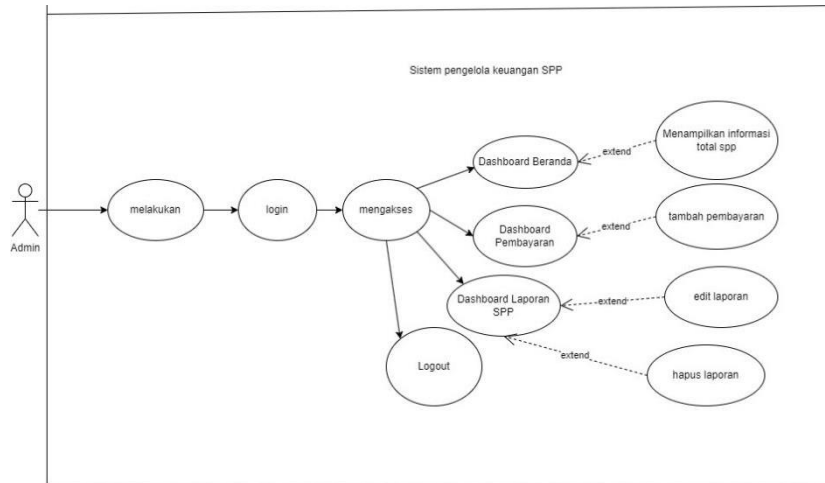 Sistem pengelola keuangan SPP
Menampilkan informasi
total spp
extend
Dashboard Beranda
Admin
melakukan
login
mengakses
Dashboard
Pembayaran
extend
tambah pembayaran
Dashboard Laporan
SPP
extend
edit laporan
Logout
extend
hapus laporan